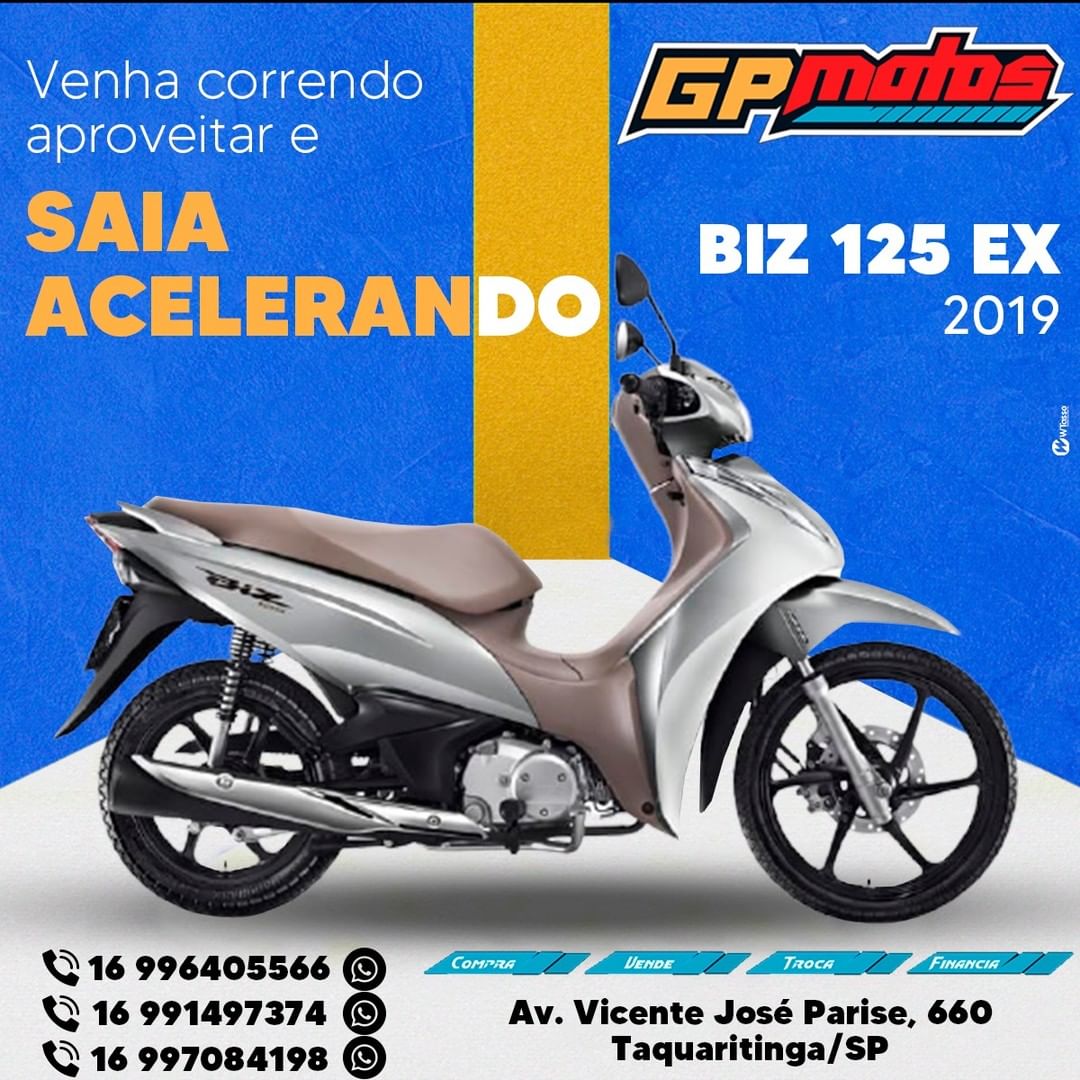 Venha correndo
aproveitar e
SAIA
ACELERANDO
GPmotos
BIZ 125 EX
2019
WTasso
Biz
16 996405566
16 991497374
16 997084198
COMPRA VENDE TROCA FINANCIA
Av. Vicente José Parise, 660
Taquaritinga/SP